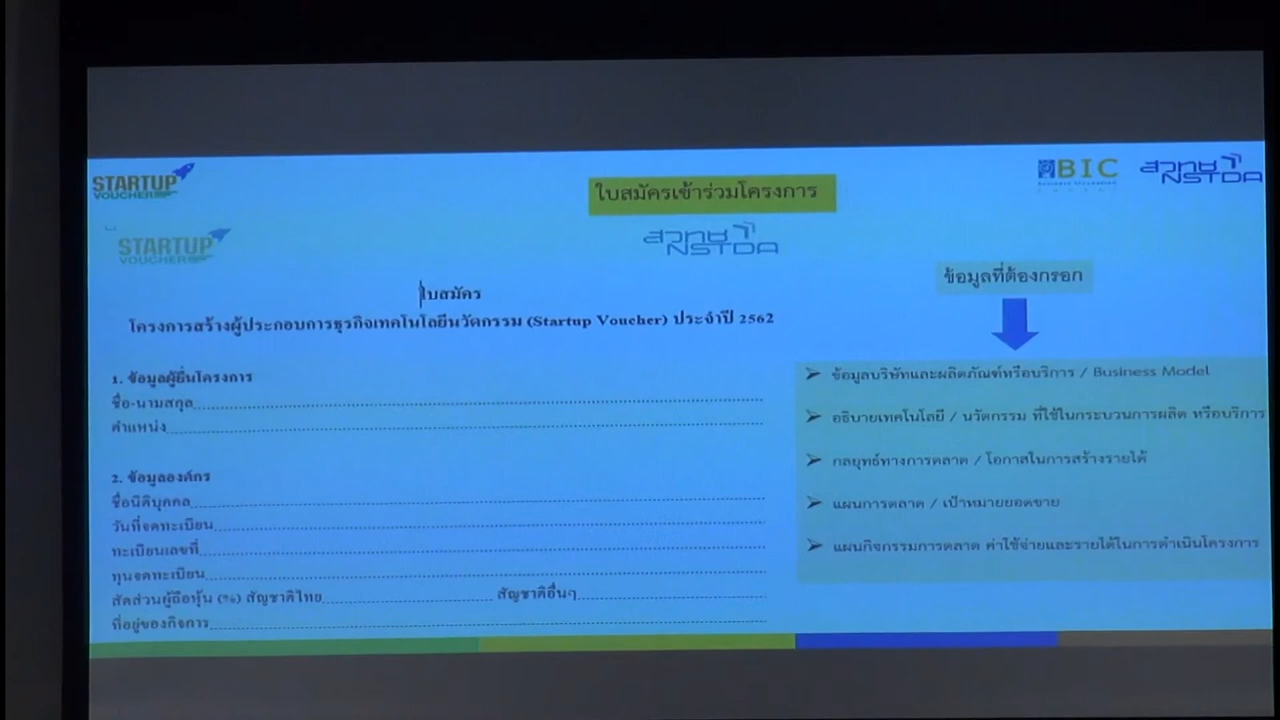 STARTUP
VOUCHER
ใบสมัครเข้าร่วมโครงการ
BIC
สวทช
NSTDA
STARTUP
VOUCHER
สวทช
NSTDA
ใบสมัคร
โครงการสร้างผู้ประกอบการธุรกิจเทคโนโลยีนวัตกรรม (Startup Voucher) ประจำปี 2562
1. ข้อมูลผู้ยื่นโครงการ
ชื่อ-นามสกุล
ตำแหน่ง
2. ข้อมูลองค์กร
ชื่อนิติบุคคล
วันที่จดทะเบียน
ทะเบียนเลขที่
ทุนจดทะเบียน
สัดส่วนผู้ถือหุ้น (%) สัญชาติไทย สัญชาติอื่นๆ
ที่อยู่ของกิจการ
ข้อมูลที่ต้องกรอก
ข้อมูลบริษัทและผลิตภัณฑ์หรือบริการ / Business Model
อธิบายเทคโนโลยี / นวัตกรรม ที่ใช้ในกระบวนการผลิต หรือบริการ
กลยุทธ์ทางการตลาด / โอกาสในการสร้างรายได้
แผนการตลาด / เป้าหมายยอดขาย
แผนกิจกรรมการตลาด ค่าใช้จ่ายและรายได้ในการดำเนินโครงการ